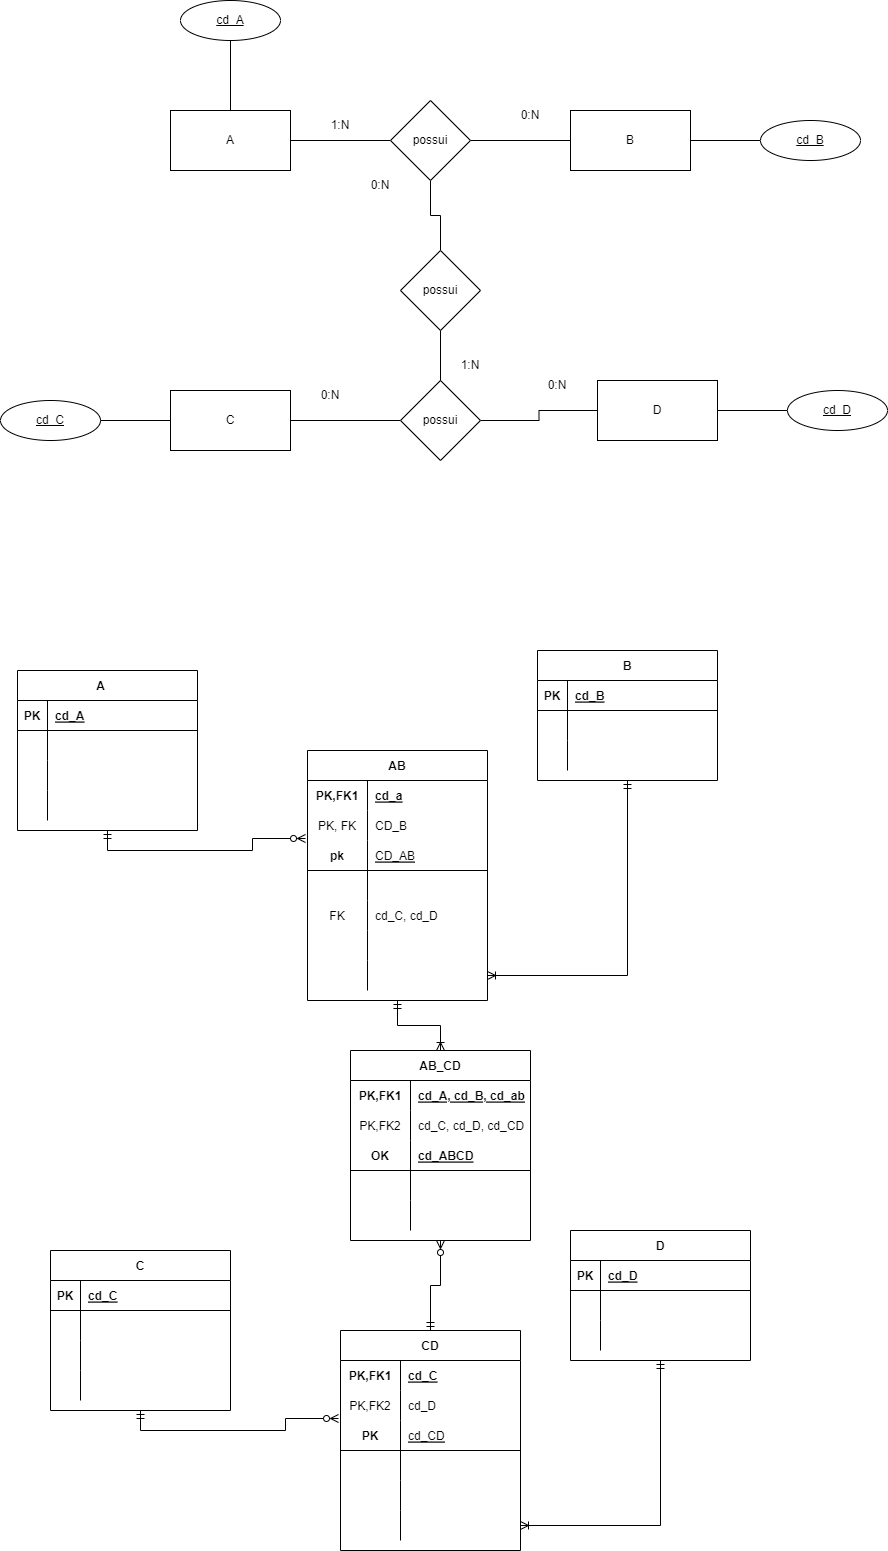 cd_A
1:N
0:N
A
possui
B
cd_B
0:N
possui
1:N
0:N
0:N
cd_C
C
possui
D
cd_D
A
PK cd_A
B
PK cd_B
AB
PK,FK1 cd_a
PK, FK CD_B
pk CD_AB
FK cd_C, cd_D
AB_CD
PK,FK1 cd_A, cd_B, cd_ab
PK,FK2 cd_C, cd_D, cd_CD
OK cd_ABCD
C
PK cd_C
D
PK cd_D
CD
PK,FK1 cd_C
PK,FK2 cd_D
PK cd_CD